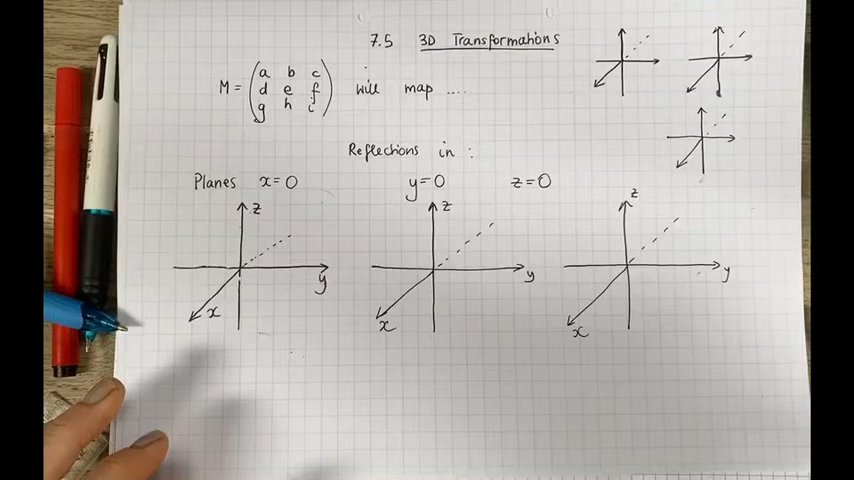 7.5 3D Transformations
M = (a b c
d e f
g h i) will map ....
Reflections in :
Planes x=0 y=0 z=0
z z z
y y y
x x x